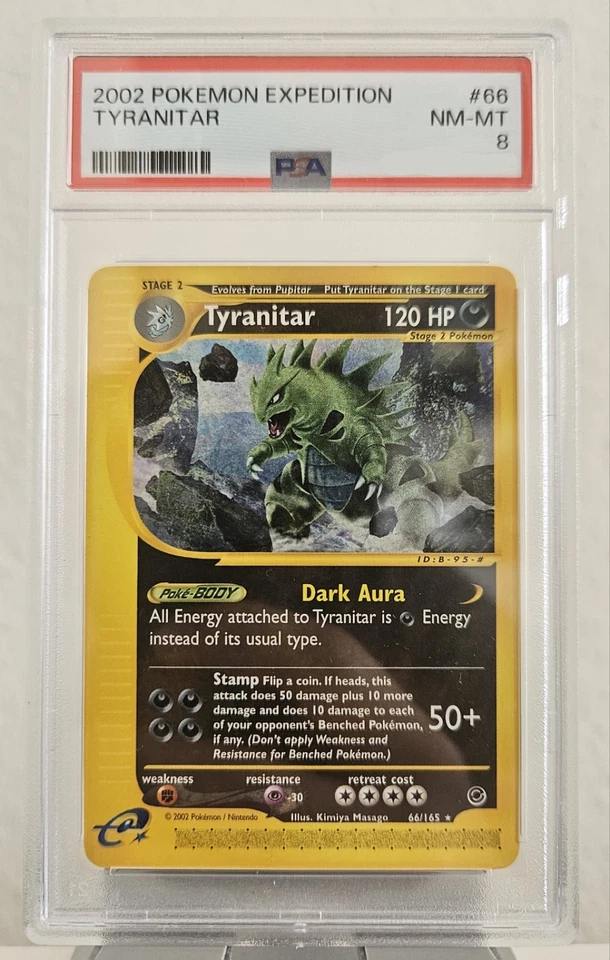 2002 POKEMON EXPEDITION #66
TYRANITAR NM-MT
8
PSA
STAGE 2 Evolves from Pupitar Put Tyranitar on the Stage 1 card
Tyranitar 120 HP
Stage 2 Pokémon
ID:B-95-#
Poké-BODY Dark Aura
All Energy attached to Tyranitar is Energy
instead of its usual type.
Stamp Flip a coin. If heads, this
attack does 50 damage plus 10 more
damage and does 10 damage to each
of your opponent's Benched Pokémon, 50+
if any. (Don't apply Weakness and
Resistance for Benched Pokémon.)
weakness resistance retreat cost
-30
© 2002 Pokémon / Nintendo Illus. Kimiya Masago 66/165 ★
e